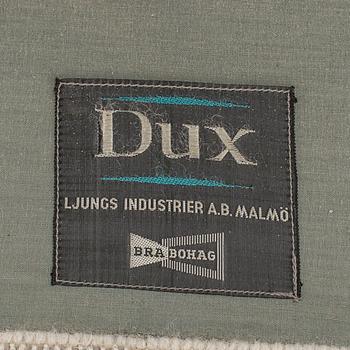 Dux
LJUNGS INDUSTRIER A.B. MALMÖ
BRA BOHAG